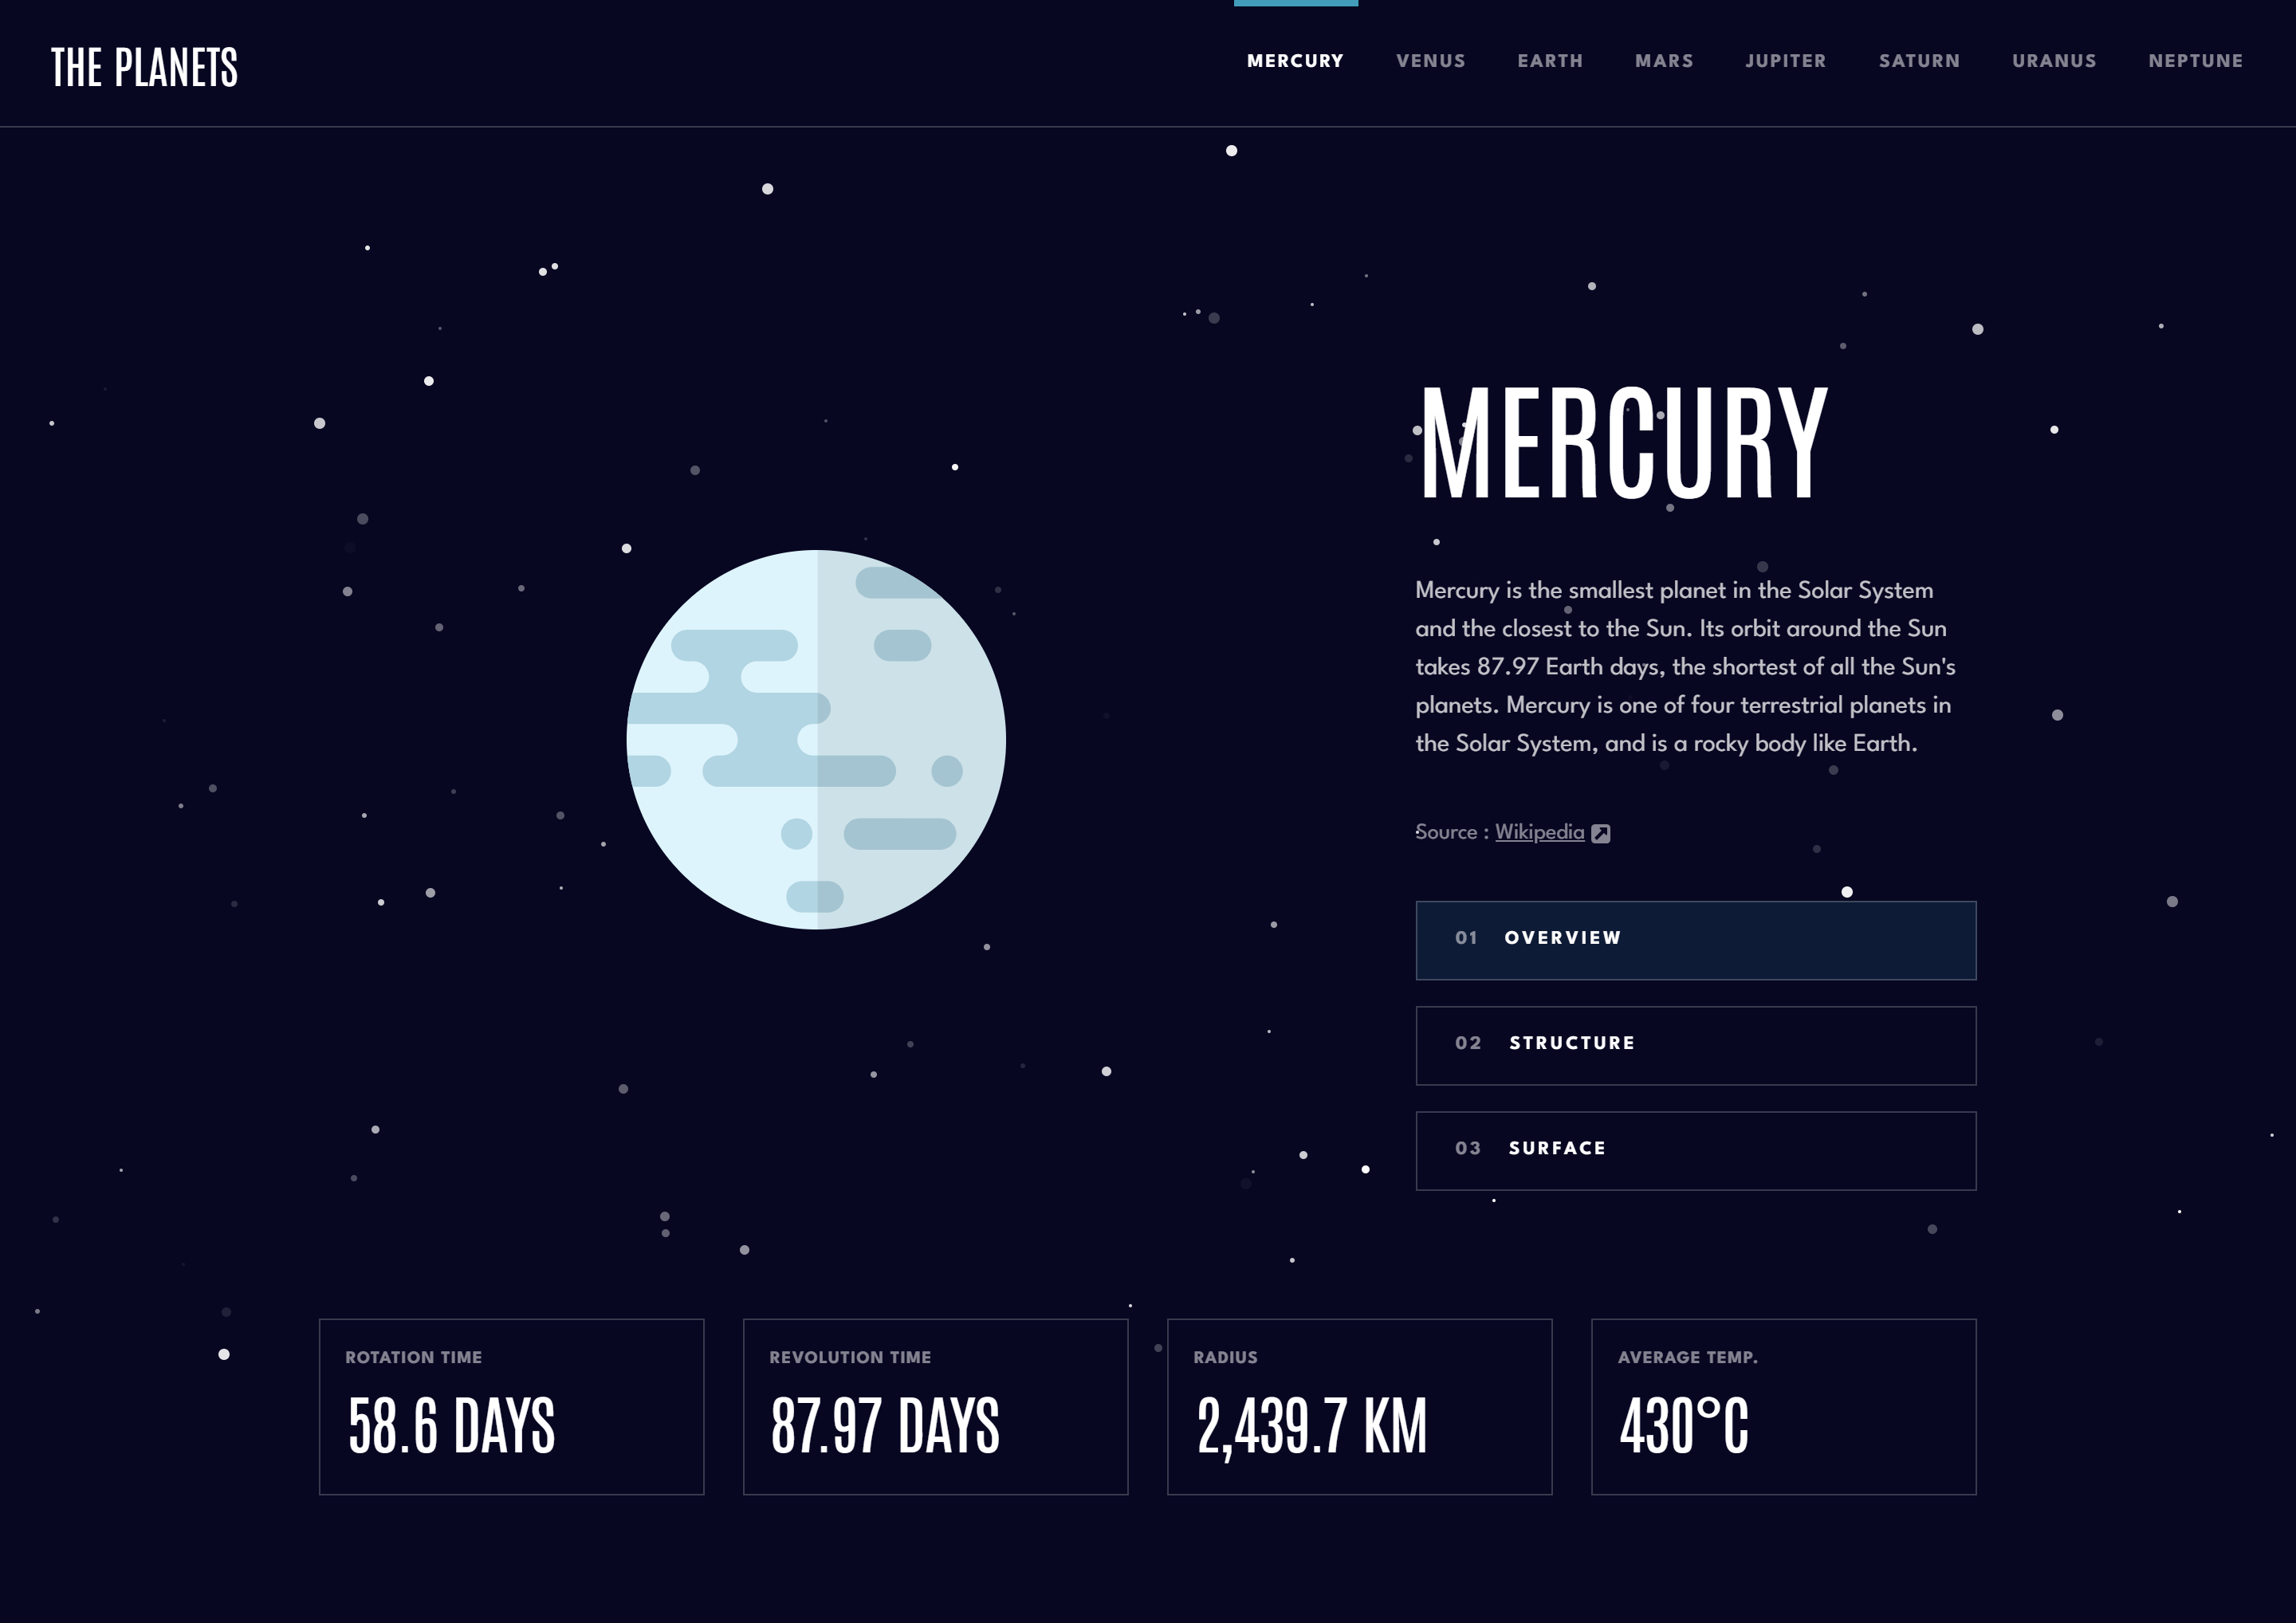 THE PLANETS
MERCURY VENUS EARTH MARS JUPITER SATURN URANUS NEPTUNE
MERCURY
Mercury is the smallest planet in the Solar System
and the closest to the Sun. Its orbit around the Sun
takes 87.97 Earth days, the shortest of all the Sun's
planets. Mercury is one of four terrestrial planets in
the Solar System, and is a rocky body like Earth.
Source : Wikipedia
01 OVERVIEW
02 STRUCTURE
03 SURFACE
ROTATION TIME
58.6 DAYS
REVOLUTION TIME
87.97 DAYS
RADIUS
2,439.7 KM
AVERAGE TEMP.
430°C